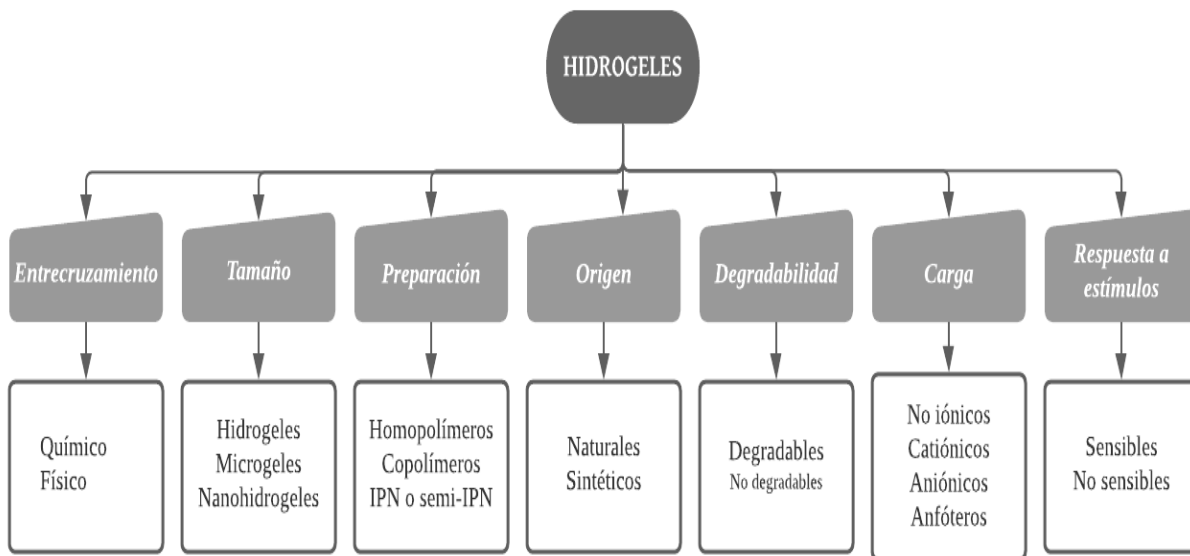 HIDROGELES
Entrecruzamiento
Químico
Físico
Tamaño
Hidrogeles
Microgeles
Nanohidrogeles
Preparación
Homopolímeros
Copolímeros
IPN o semi-IPN
Origen
Naturales
Sintéticos
Degradabilidad
Degradables
No degradables
Carga
No iónicos
Catiónicos
Aniónicos
Anfóteros
Respuesta a
estímulos
Sensibles
No sensibles